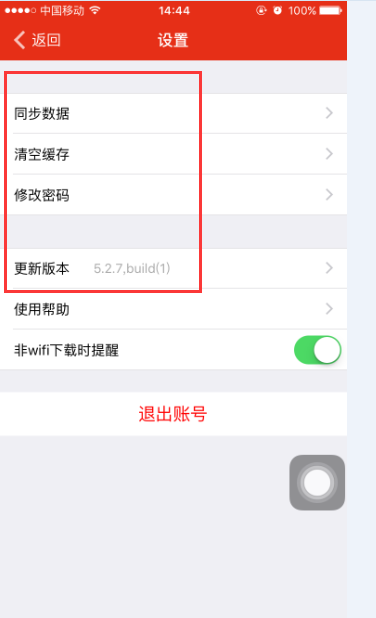 中国移动 14:44 100%
返回 设置
同步数据
清空缓存
修改密码
更新版本 5.2.7,build(1)
使用帮助
非wifi下载时提醒
退出账号